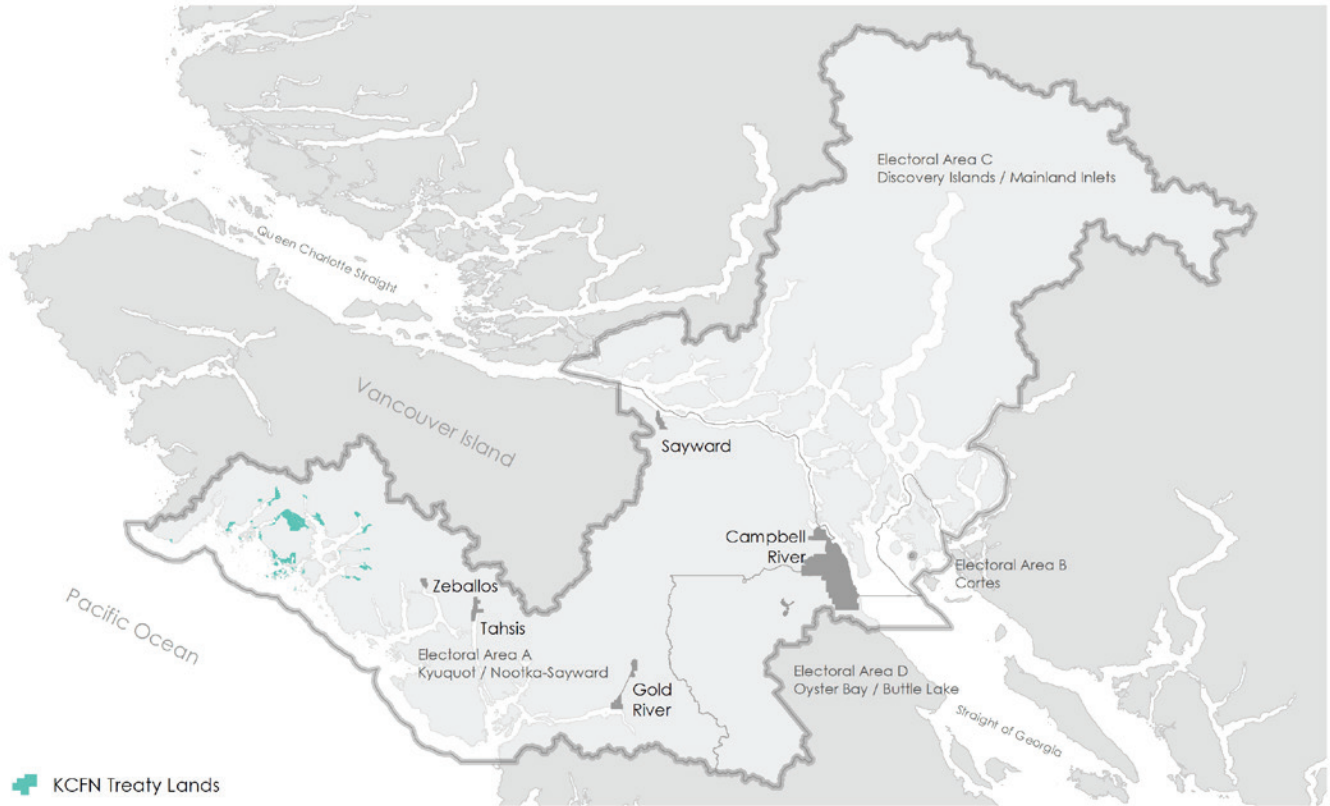 Electoral Area C
Discovery Islands / Mainland Inlets
Queen Charlotte Straight
Vancouver Island
Sayward
Campbell
River
Electoral Area B
Cortes
Zeballos
Pacific Ocean
Tahsis
Electoral Area A
Kyuquot / Nootka-Sayward
Electoral Area D
Oyster Bay / Buttle Lake
Gold
River
Straight of Georgia
KCFN Treaty Lands